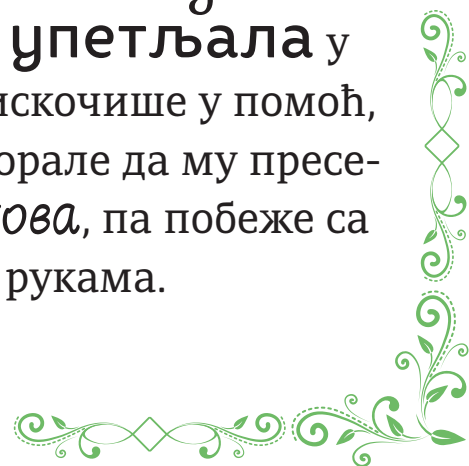 упетљала у
искочише у помоћ,
орале да му пресе-
ова, па побеже са
рукама.